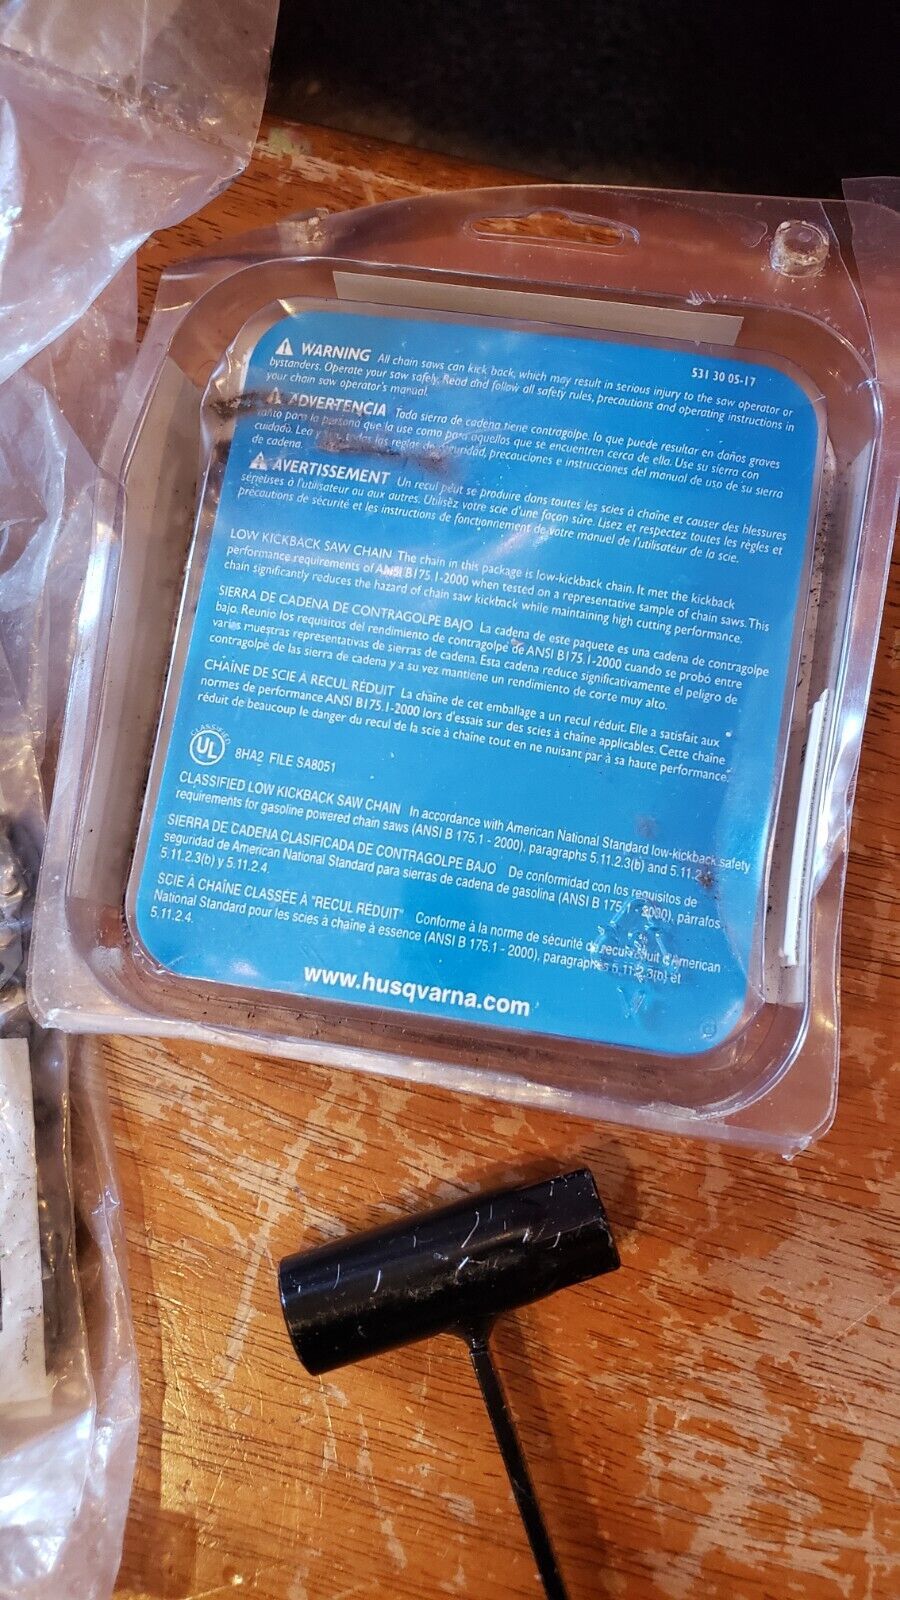 WARNING All chain saws can kick back, which may result in serious injury to the saw operator or
bystanders. Operate your saw safely. Read and follow all safety rules, precautions and operating instructions in
your chain saw operator's manual.
531 30 05-17
ADVERTENCIA Toda sierra de cadena tiene contragolpe, lo que puede resultar en daños graves
tanto para la persona que la use como para aquellos que se encuentren cerca de ella. Use su sierra con
cuidado. Lea y todas las reglas de seguridad, precauciones e instrucciones del manual de uso de su sierra
de cadena.
AVERTISSEMENT Un recul peut se produire dans toutes les scies à chaîne et causer des blessures
sérieuses à l'utilisateur ou aux autres. Utilisez votre scie d'une façon sûre. Lisez et respectez toutes les règles et
précautions de sécurité et les instructions de fonctionnement de votre manuel de l'utilisateur de la scie.
LOW KICKBACK SAW CHAIN The chain in this package is low-kickback chain. It met the kickback
performance requirements of ANSI B175.1-2000 when tested on a representative sample of chain saws. This
chain significantly reduces the hazard of chain saw kickback while maintaining high cutting performance.
SIERRA DE CADENA DE CONTRAGOLPE BAJO La cadena de este paquete es una cadena de contragolpe
bajo. Reunio los requisitos del rendimiento de contragolpe de ANSI B175.1-2000 cuando se probó entre
varias muestras representativas de sierras de cadena. Esta cadena reduce significativamente el peligro de
contragolpe de las sierra de cadena y a su vez mantiene un rendimiento de corte muy alto.
CHAÎNE DE SCIE À RECUL RÉDUIT La chaîne de cet emballage a un recul réduit. Elle a satisfait aux
normes de performance ANSI B175.1-2000 lors d'essais sur des scies à chaîne applicables. Cette chaîne
réduit de beaucoup le danger du recul de la scie à chaîne tout en ne nuisant par à sa haute performance.
CLASSIFIED
UL
8HA2 FILE SA8051
CLASSIFIED LOW KICKBACK SAW CHAIN In accordance with American National Standard low-kickback safety
requirements for gasoline powered chain saws (ANSI B 175.1 - 2000), paragraphs 5.11.2.3(b) and 5.11.2.4.
SIERRA DE CADENA CLASIFICADA DE CONTRAGOLPE BAJO De conformidad con los requisitos de
seguridad de American National Standard para sierras de cadena de gasolina (ANSI B 175.1 - 2000), párrafos
5.11.2.3(b) y 5.11.2.4.
SCIE À CHAÎNE CLASSÉE À "RECUL RÉDUIT" Conforme à la norme de sécurité de recul réduit d'American
National Standard pour les scies à chaîne à essence (ANSI B 175.1 - 2000), paragraphes 5.11.2.3(b) et
5.11.2.4.
www.husqvarna.com